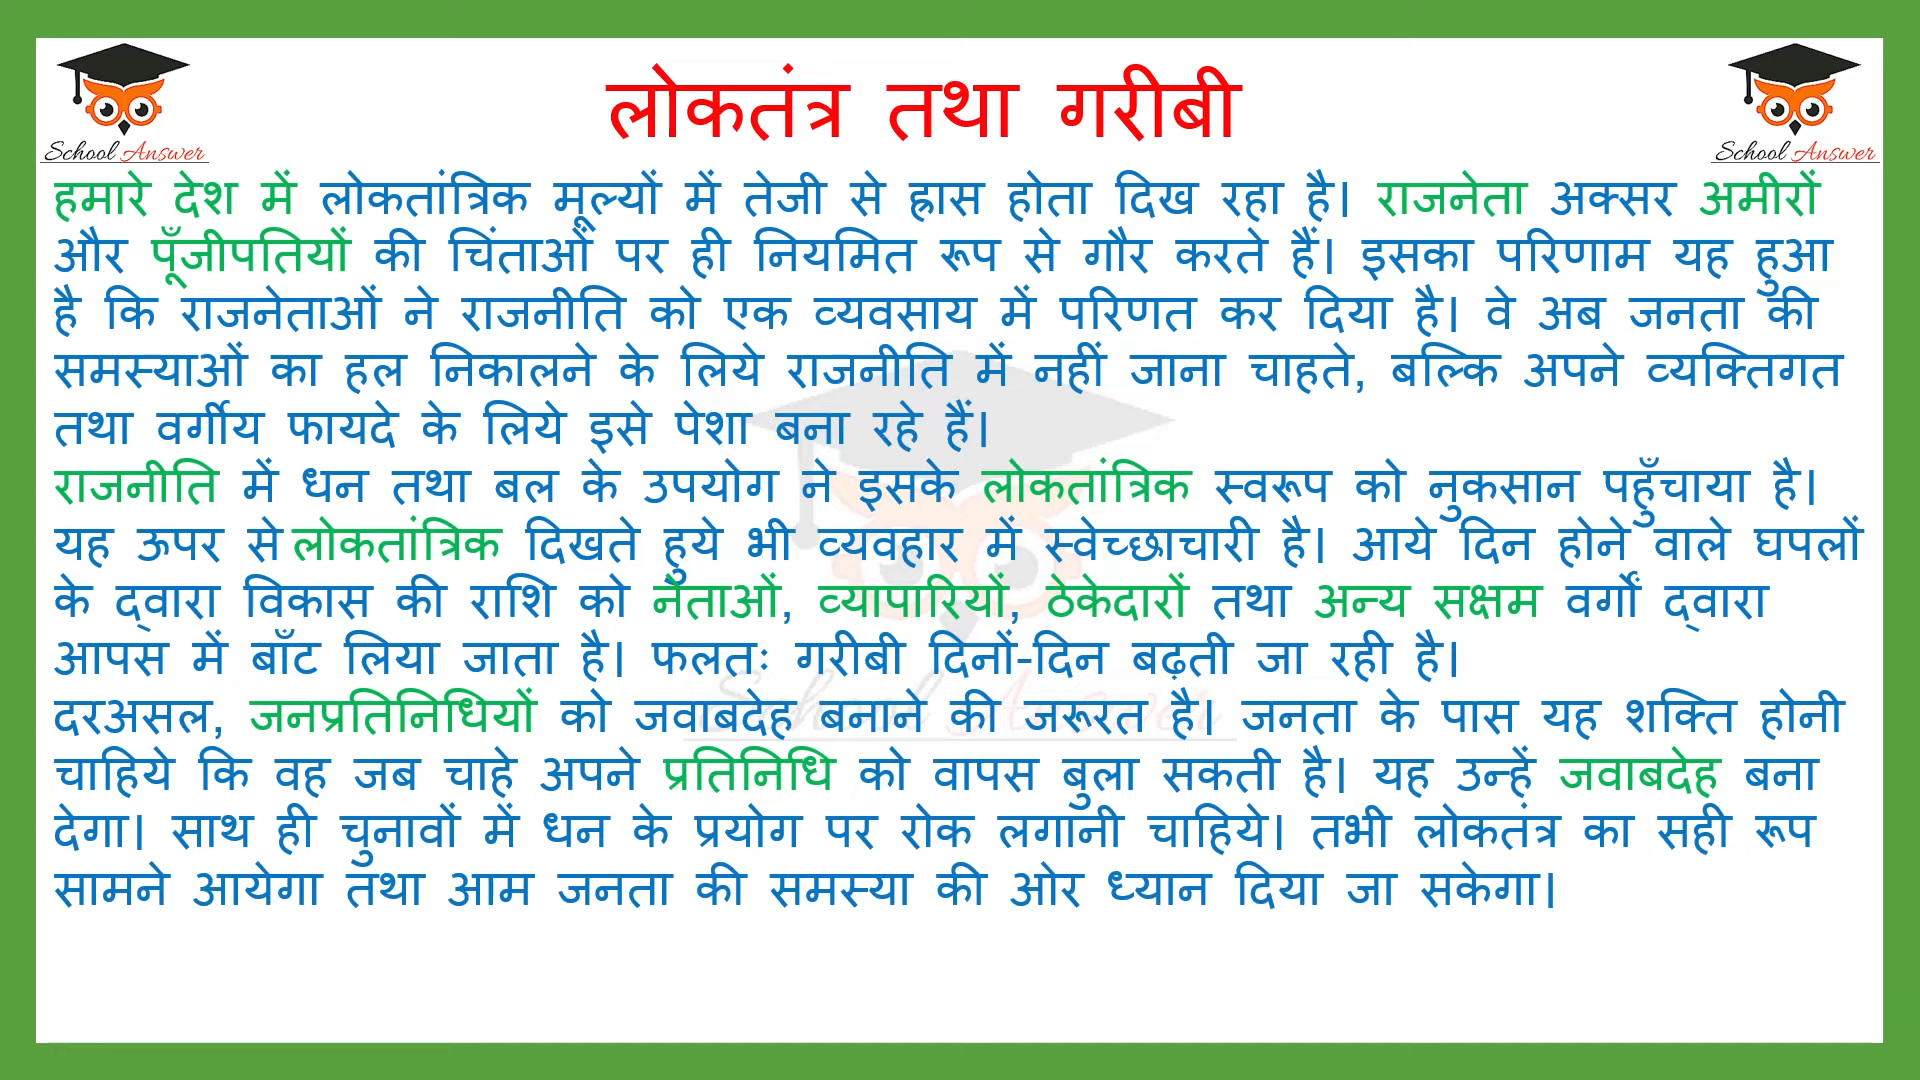 लोकतंत्र तथा गरीबी
School Answer
School Answer
हमारे देश में लोकतांत्रिक मूल्यों में तेजी से ह्रास होता दिख रहा है। राजनेता अक्सर अमीरों
और पूँजीपतियों की चिंताओं पर ही नियमित रूप से गौर करते हैं। इसका परिणाम यह हुआ
है कि राजनेताओं ने राजनीति को एक व्यवसाय में परिणत कर दिया है। वे अब जनता की
समस्याओं का हल निकालने के लिये राजनीति में नहीं जाना चाहते, बल्कि अपने व्यक्तिगत
तथा वर्गीय फायदे के लिये इसे पेशा बना रहे हैं।
राजनीति में धन तथा बल के उपयोग ने इसके लोकतांत्रिक स्वरूप को नुकसान पहुँचाया है।
यह ऊपर से लोकतांत्रिक दिखते हुये भी व्यवहार में स्वेच्छाचारी है। आये दिन होने वाले घपलों
के द्वारा विकास की राशि को नेताओं, व्यापारियों, ठेकेदारों तथा अन्य सक्षम वर्गों द्वारा
आपस में बाँट लिया जाता है। फलतः गरीबी दिनों-दिन बढ़ती जा रही है।
दरअसल, जनप्रतिनिधियों को जवाबदेह बनाने की जरूरत है। जनता के पास यह शक्ति होनी
चाहिये कि वह जब चाहे अपने प्रतिनिधि को वापस बुला सकती है। यह उन्हें जवाबदेह बना
देगा। साथ ही चुनावों में धन के प्रयोग पर रोक लगानी चाहिये। तभी लोकतंत्र का सही रूप
सामने आयेगा तथा आम जनता की समस्या की ओर ध्यान दिया जा सकेगा।
School Answer